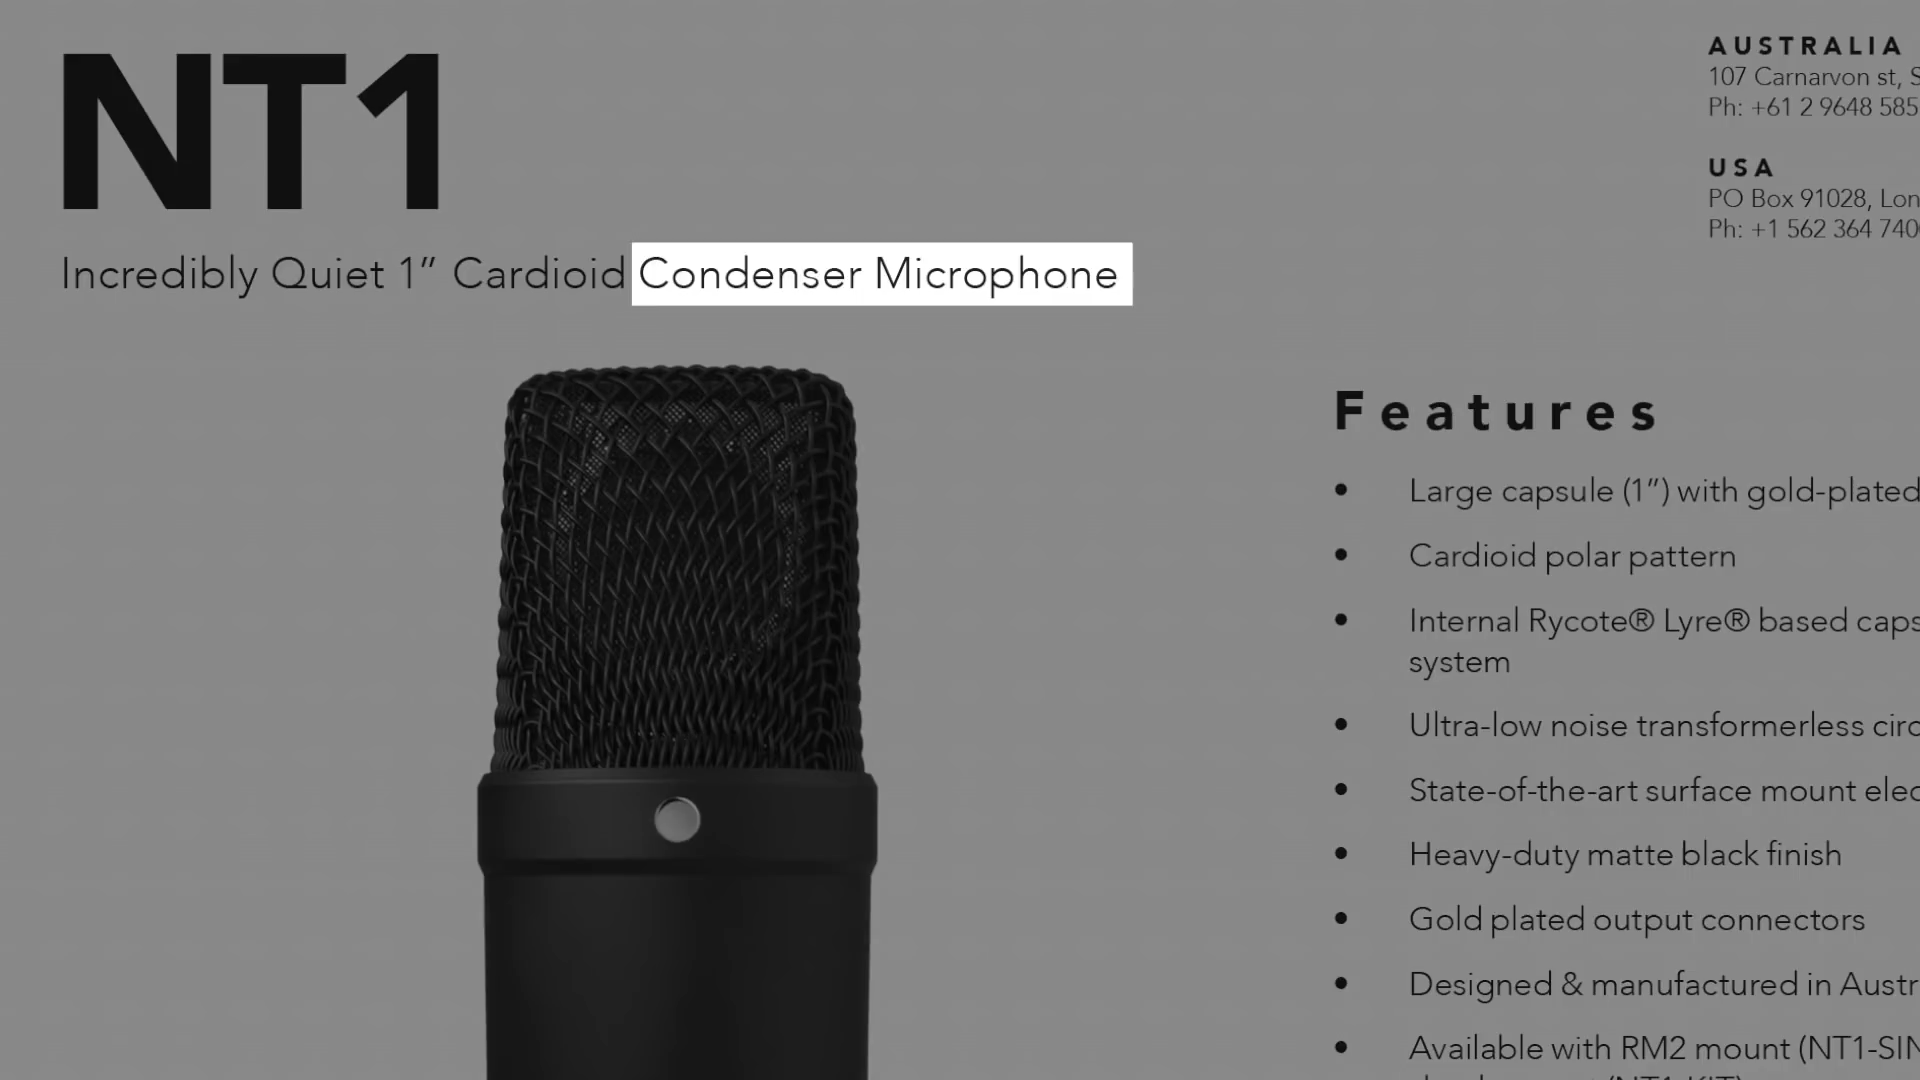 NT1
Incredibly Quiet 1” Cardioid Condenser Microphone
AUSTRALIA
107 Carnarvon st,
Ph: +61 2 9648 585
USA
PO Box 91028,
Ph: +1 562 364 740
Features
• Large capsule (1”) with gold-plated
• Cardioid polar pattern
• Internal Rycote® Lyre® based
system
• Ultra-low noise transformerless
• State-of-the-art surface mount
• Heavy-duty matte black finish
• Gold plated output connectors
• Designed & manufactured in
• Available with RM2 mount